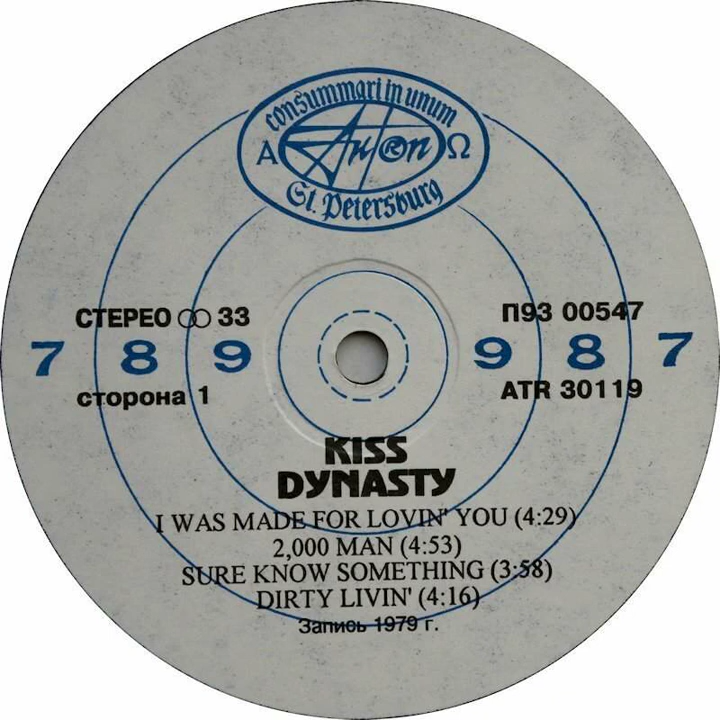 consummari in unum
Α АнТроп Ω
St. Petersburg
СТЕРЕО 33
П93 00547
7 8 9 9 8 7
сторона 1
ATR 30119
KISS
DYNASTY
I WAS MADE FOR LOVIN' YOU (4:29)
2,000 MAN (4:53)
SURE KNOW SOMETHING (3:58)
DIRTY LIVIN' (4:16)
Запись 1979 г.